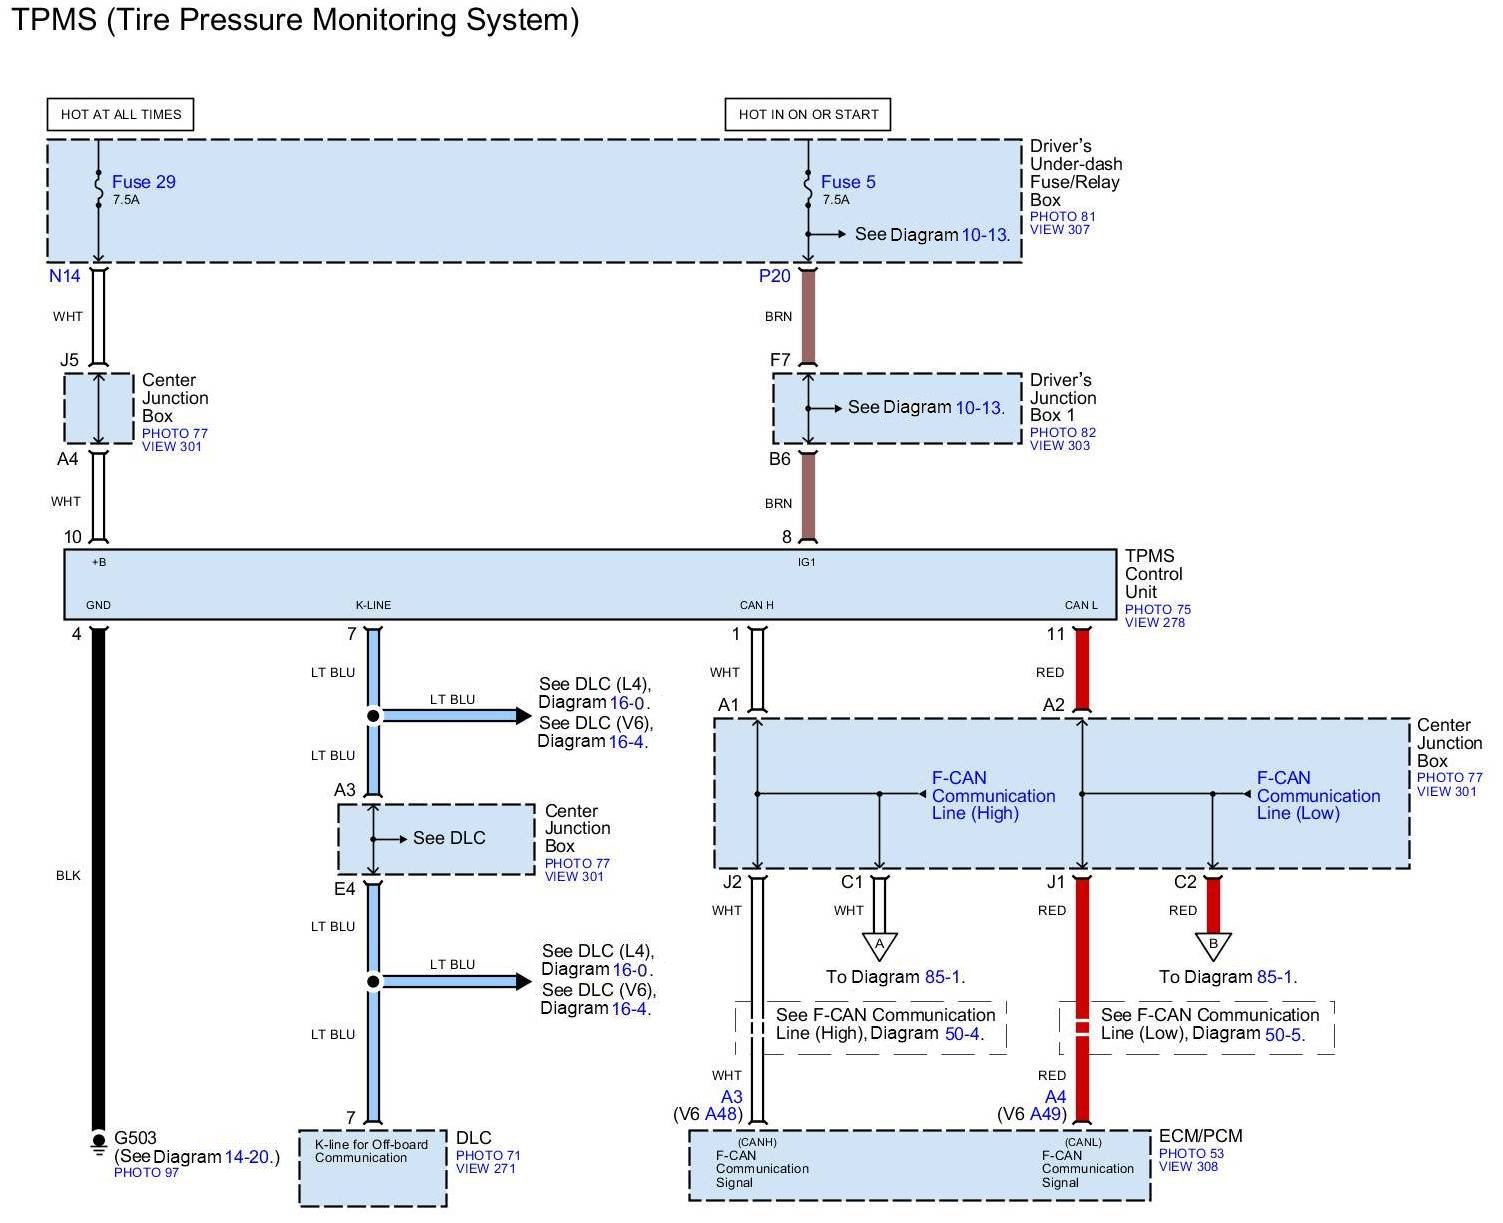 TPMS (Tire Pressure Monitoring System)
HOT AT ALL TIMES
HOT IN ON OR START
Fuse 29
7.5A
Fuse 5
7.5A
See Diagram 10-13.
Driver's
Under-dash
Fuse/Relay
Box
PHOTO 81
VIEW 307
N14
P20
WHT
BRN
J5
F7
Center
Junction
Box
PHOTO 77
VIEW 301
See Diagram 10-13.
Driver's
Junction
Box 1
PHOTO 82
VIEW 303
A4
B6
WHT
BRN
10
8
+B
IG1
GND
K-LINE
CAN H
CAN L
TPMS
Control
Unit
PHOTO 75
VIEW 278
4
7
1
11
LT BLU
WHT
RED
LT BLU
See DLC (L4),
Diagram 16-0.
See DLC (V6),
Diagram 16-4.
A1
A2
LT BLU
A3
See DLC
Center
Junction
Box
PHOTO 77
VIEW 301
F-CAN
Communication
Line (High)
F-CAN
Communication
Line (Low)
Center
Junction
Box
PHOTO 77
VIEW 301
BLK
E4
J2
C1
J1
C2
LT BLU
WHT
WHT
RED
RED
A
B
LT BLU
See DLC (L4),
Diagram 16-0.
See DLC (V6),
Diagram 16-4.
To Diagram 85-1.
To Diagram 85-1.
See F-CAN Communication
Line (High), Diagram 50-4.
See F-CAN Communication
Line (Low), Diagram 50-5.
LT BLU
WHT
RED
7
A3
(V6 A48)
A4
(V6 A49)
G503
(See Diagram 14-20.)
PHOTO 97
K-line for Off-board
Communication
DLC
PHOTO 71
VIEW 271
(CANH)
F-CAN
Communication
Signal
(CANL)
F-CAN
Communication
Signal
ECM/PCM
PHOTO 53
VIEW 308